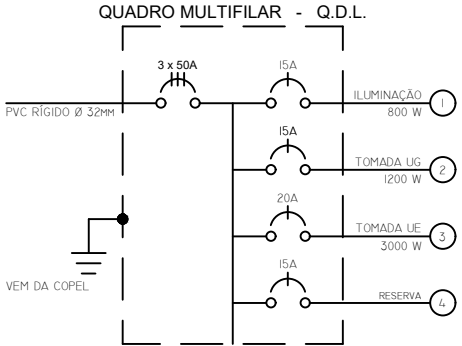 QUADRO MULTIFILAR - Q.D.L.
3 x 50A
15A
ILUMINAÇÃO
1
PVC RÍGIDO Ø 32MM
800 W
15A
TOMADA UG
2
1200 W
20A
TOMADA UE
3
3000 W
15A
VEM DA COPEL
RESERVA
4